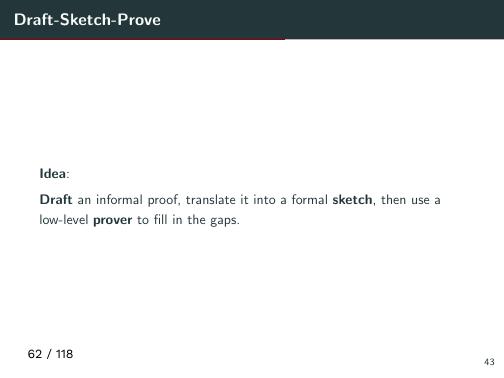 Draft-Sketch-Prove
Idea:
Draft an informal proof, translate it into a formal sketch, then use a
low-level prover to fill in the gaps.
62 / 118
43